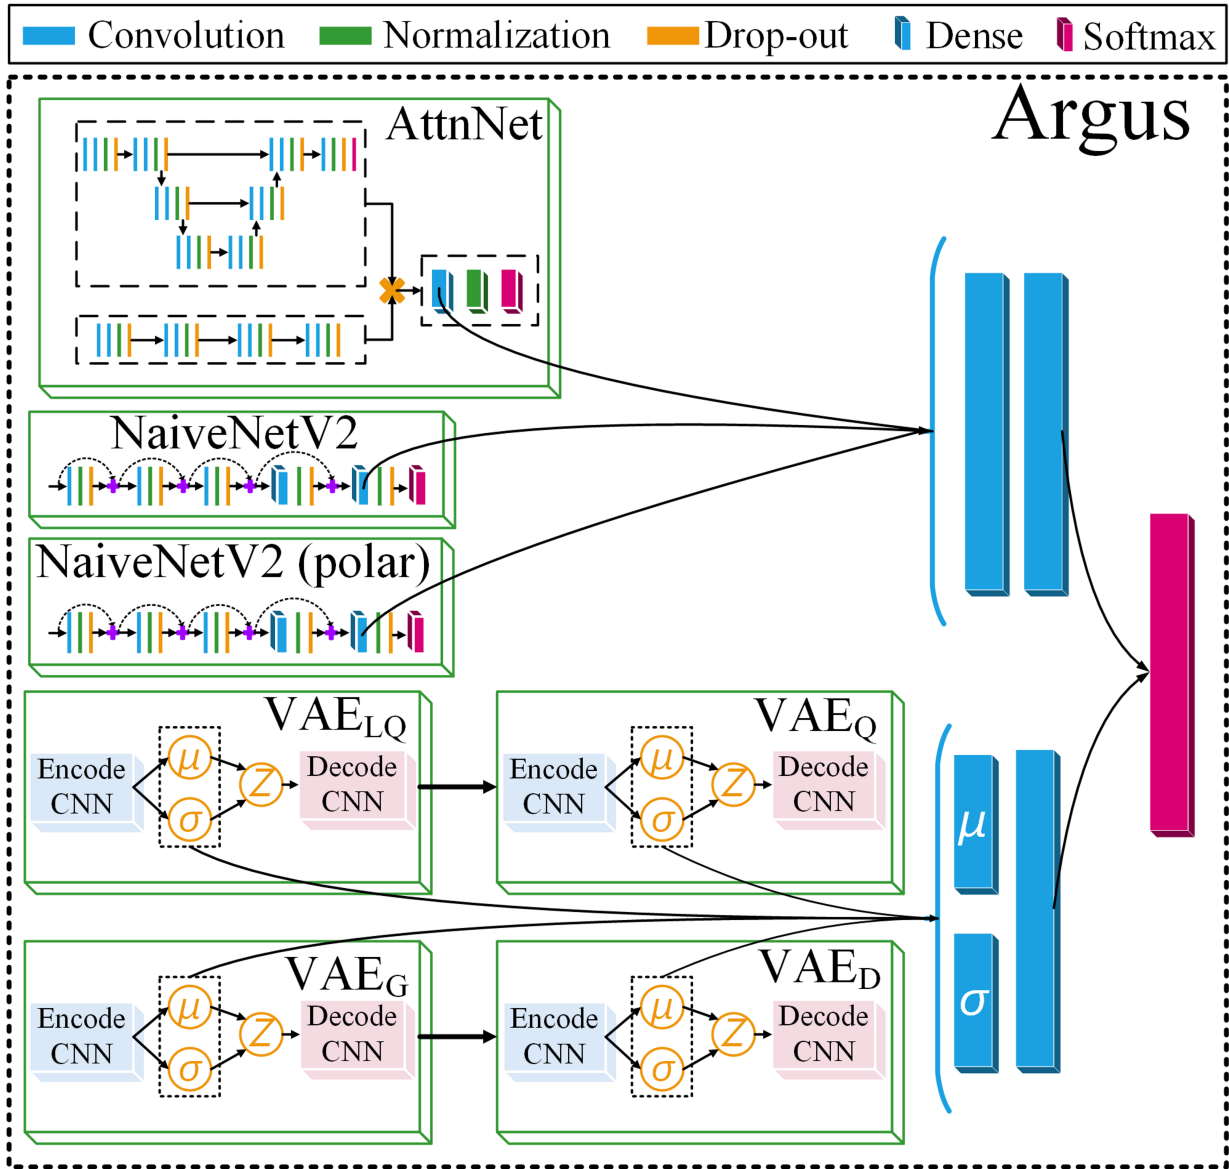 Convolution Normalization Drop-out Dense Softmax
Argus
AttnNet
NaiveNetV2
NaiveNetV2 (polar)
VAE_LQ
Encode
CNN
μ
σ
Z
Decode
CNN
VAE_Q
Encode
CNN
μ
σ
Z
Decode
CNN
μ
σ
VAE_G
Encode
CNN
μ
σ
Z
Decode
CNN
VAE_D
Encode
CNN
μ
σ
Z
Decode
CNN